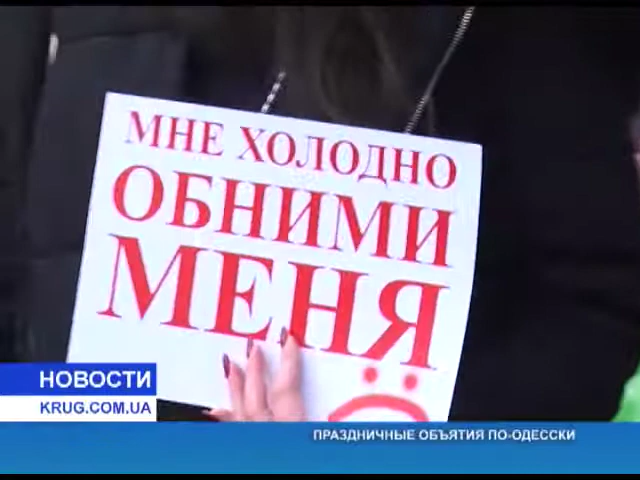 МНЕ ХОЛОДНО
ОБНИМИ
МЕНЯ
НОВОСТИ
KRUG.COM.UA
ПРАЗДНИЧНЫЕ ОБЪЯТИЯ ПО-ОДЕССКИ